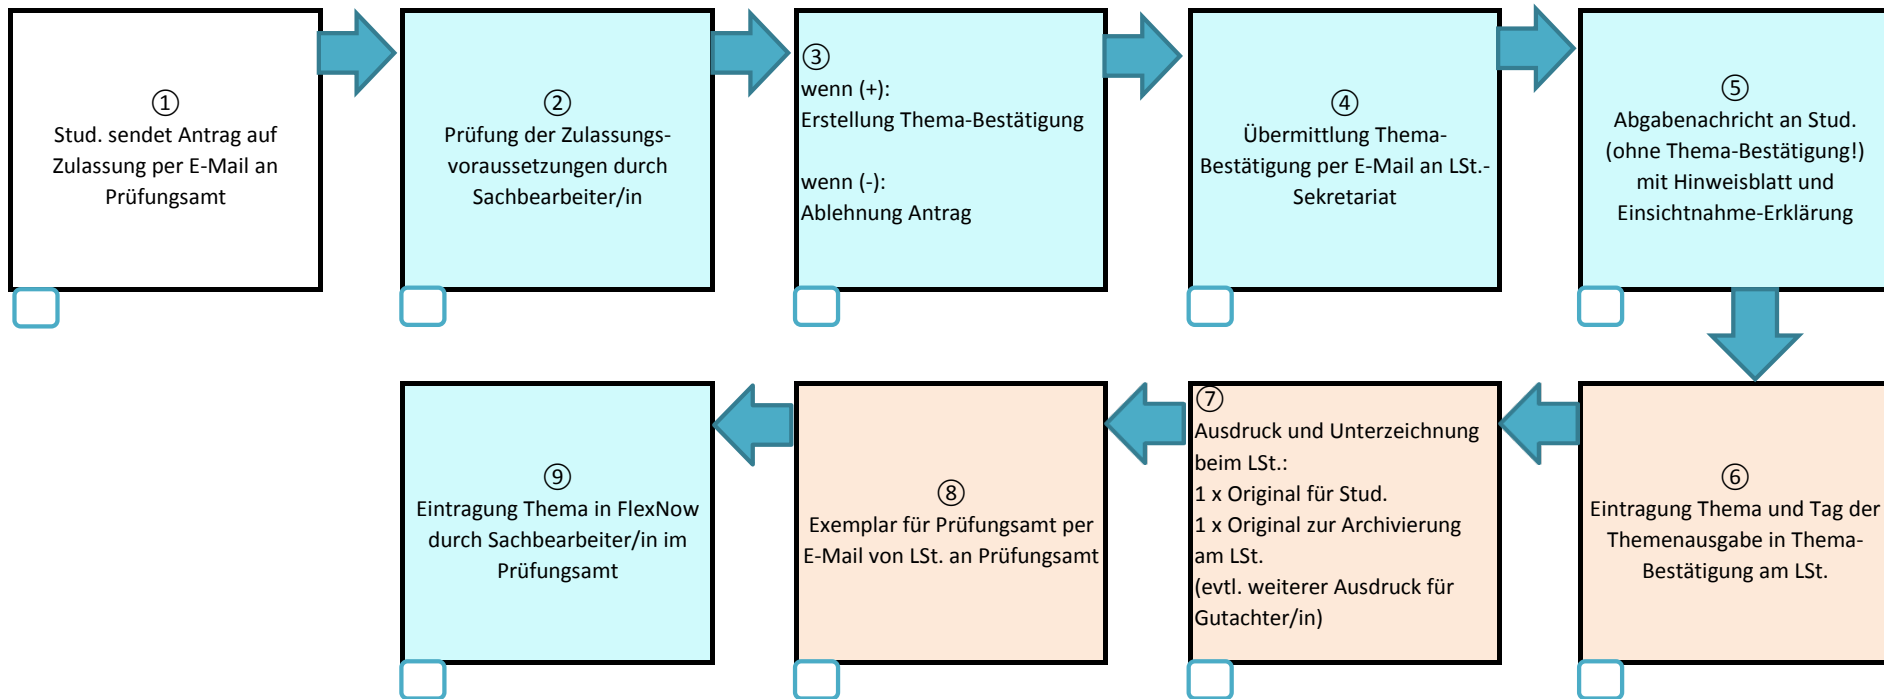 ①
Stud. sendet Antrag auf
Zulassung per E-Mail an
Prüfungsamt
②
Prüfung der Zulassungs-
voraussetzungen durch
Sachbearbeiter/in
③
wenn (+):
Erstellung Thema-Bestätigung
wenn (-):
Ablehnung Antrag
④
Übermittlung Thema-
Bestätigung per E-Mail an LSt.-
Sekretariat
⑤
Abgabenachricht an Stud.
(ohne Thema-Bestätigung!)
mit Hinweisblatt und
Einsichtnahme-Erklärung
⑥
Eintragung Thema und Tag der
Themenausgabe in Thema-
Bestätigung am LSt.
⑦
Ausdruck und Unterzeichnung
beim LSt.:
1 x Original für Stud.
1 x Original zur Archivierung
am LSt.
(evtl. weiterer Ausdruck für
Gutachter/in)
⑧
Exemplar für Prüfungsamt per
E-Mail von LSt. an Prüfungsamt
⑨
Eintragung Thema in FlexNow
durch Sachbearbeiter/in im
Prüfungsamt